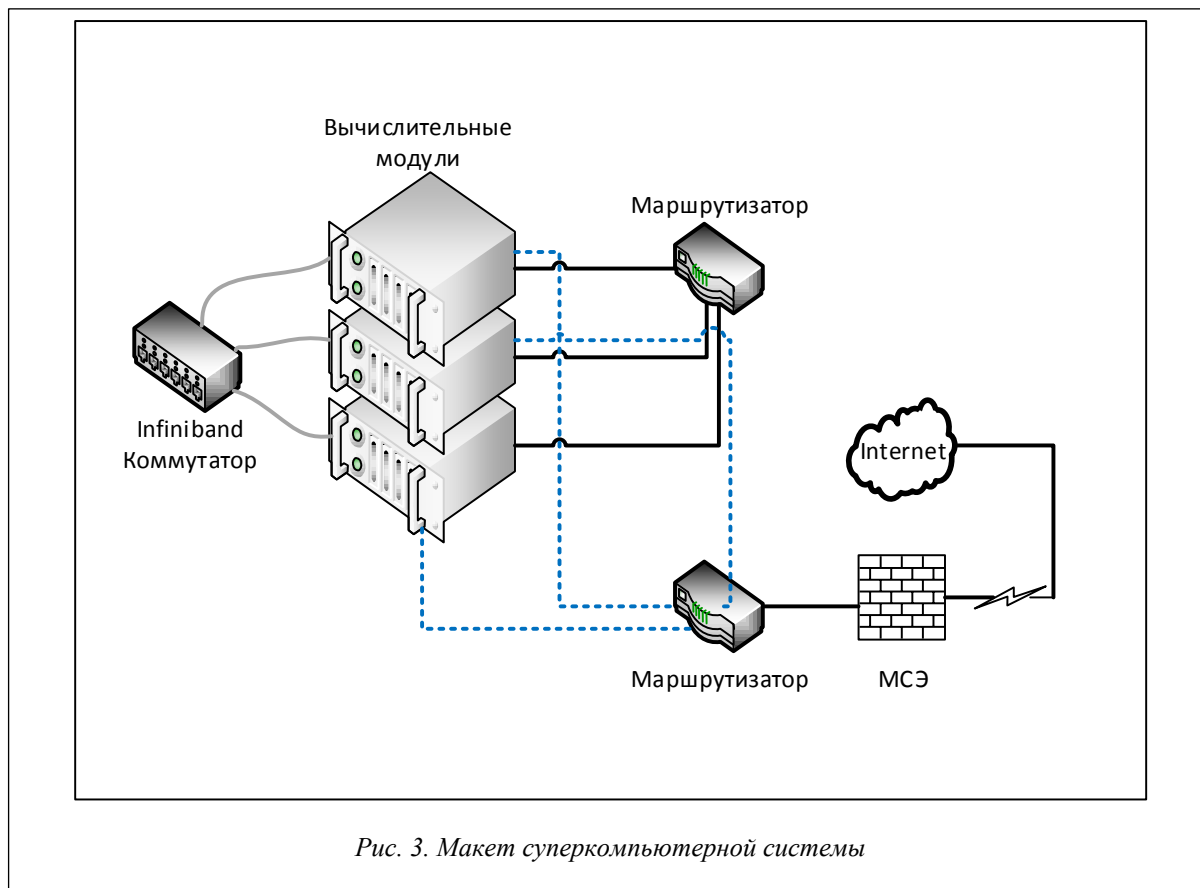 Вычислительные
модули
Маршрутизатор
Infiniband
Коммутатор
Internet
Маршрутизатор
МСЭ
Рис. 3. Макет суперкомпьютерной системы